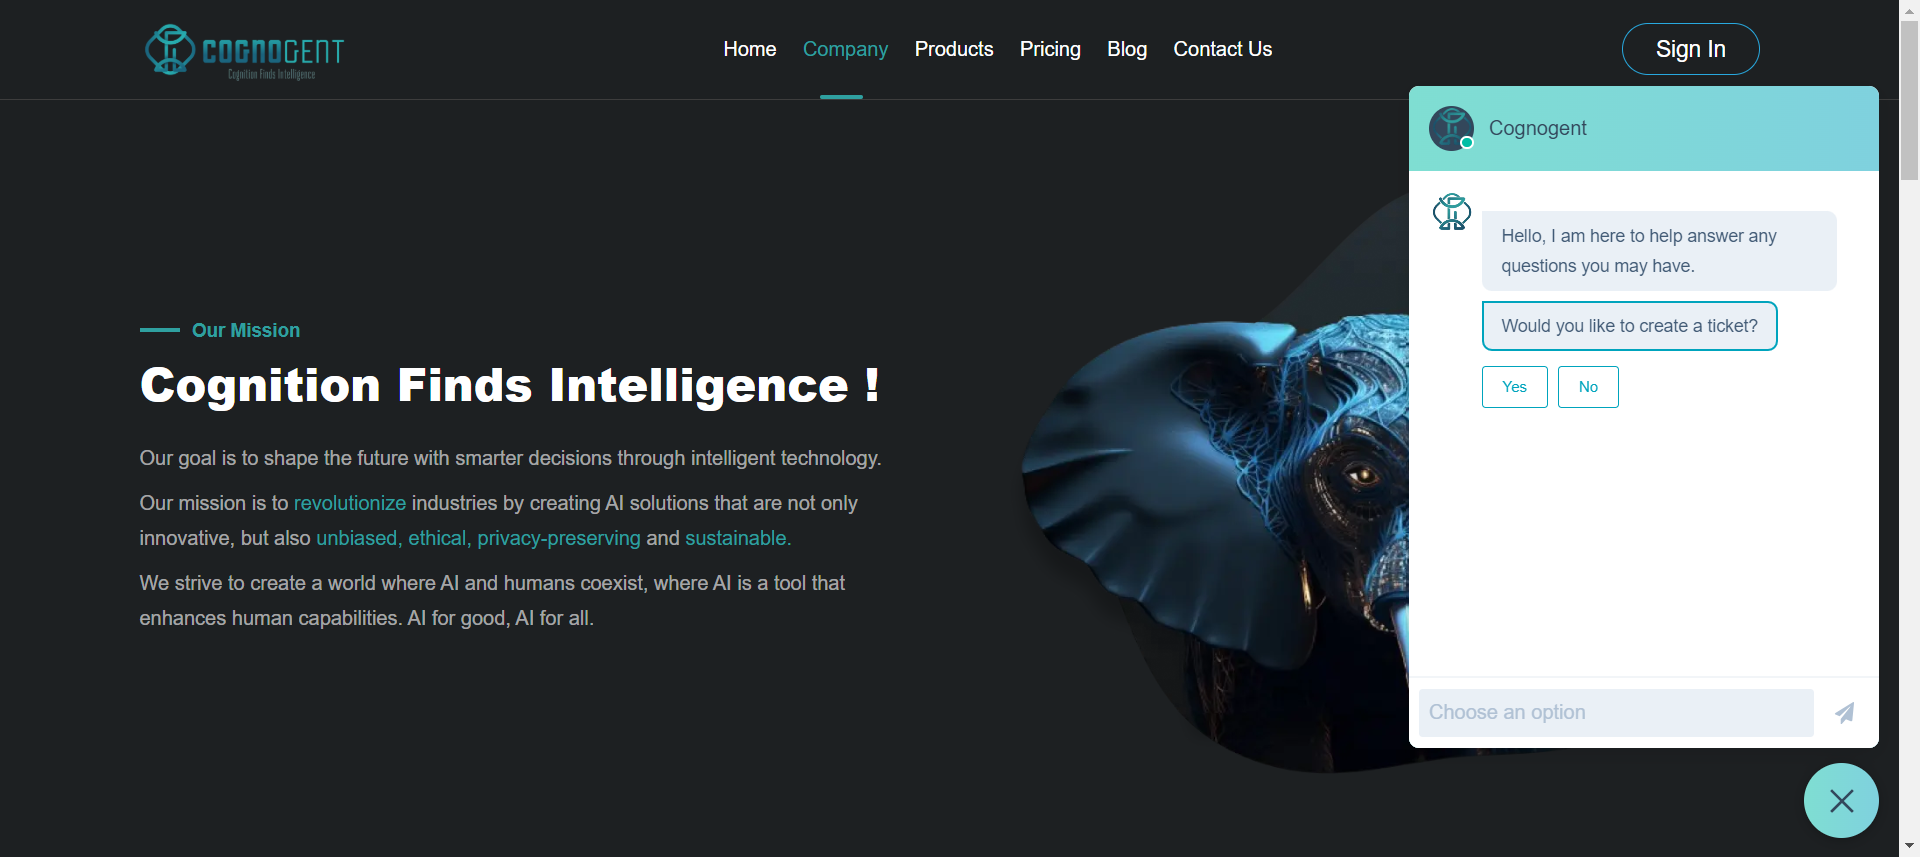 COGNOGENT
Cognition Finds Intelligence
Home Company Products Pricing Blog Contact Us
Sign In
Our Mission
Cognition Finds Intelligence !
Our goal is to shape the future with smarter decisions through intelligent technology.
Our mission is to revolutionize industries by creating AI solutions that are not only
innovative, but also unbiased, ethical, privacy-preserving and sustainable.
We strive to create a world where AI and humans coexist, where AI is a tool that
enhances human capabilities. AI for good, AI for all.
Cognogent
Hello, I am here to help answer any
questions you may have.
Would you like to create a ticket?
Yes No
Choose an option